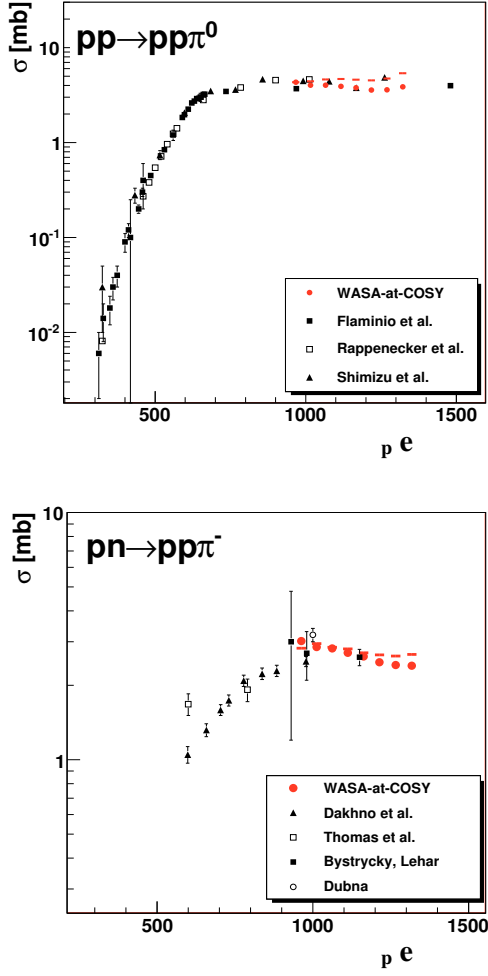 pp→ppπ⁰
σ [mb]
10
1
10⁻¹
10⁻²
WASA-at-COSY
Flaminio et al.
Rappenecker et al.
Shimizu et al.
500
1000
1500
p e
pn→ppπ⁻
σ [mb]
10
1
WASA-at-COSY
Dakhno et al.
Thomas et al.
Bystrycky, Lehar
Dubna
500
1000
1500
p e